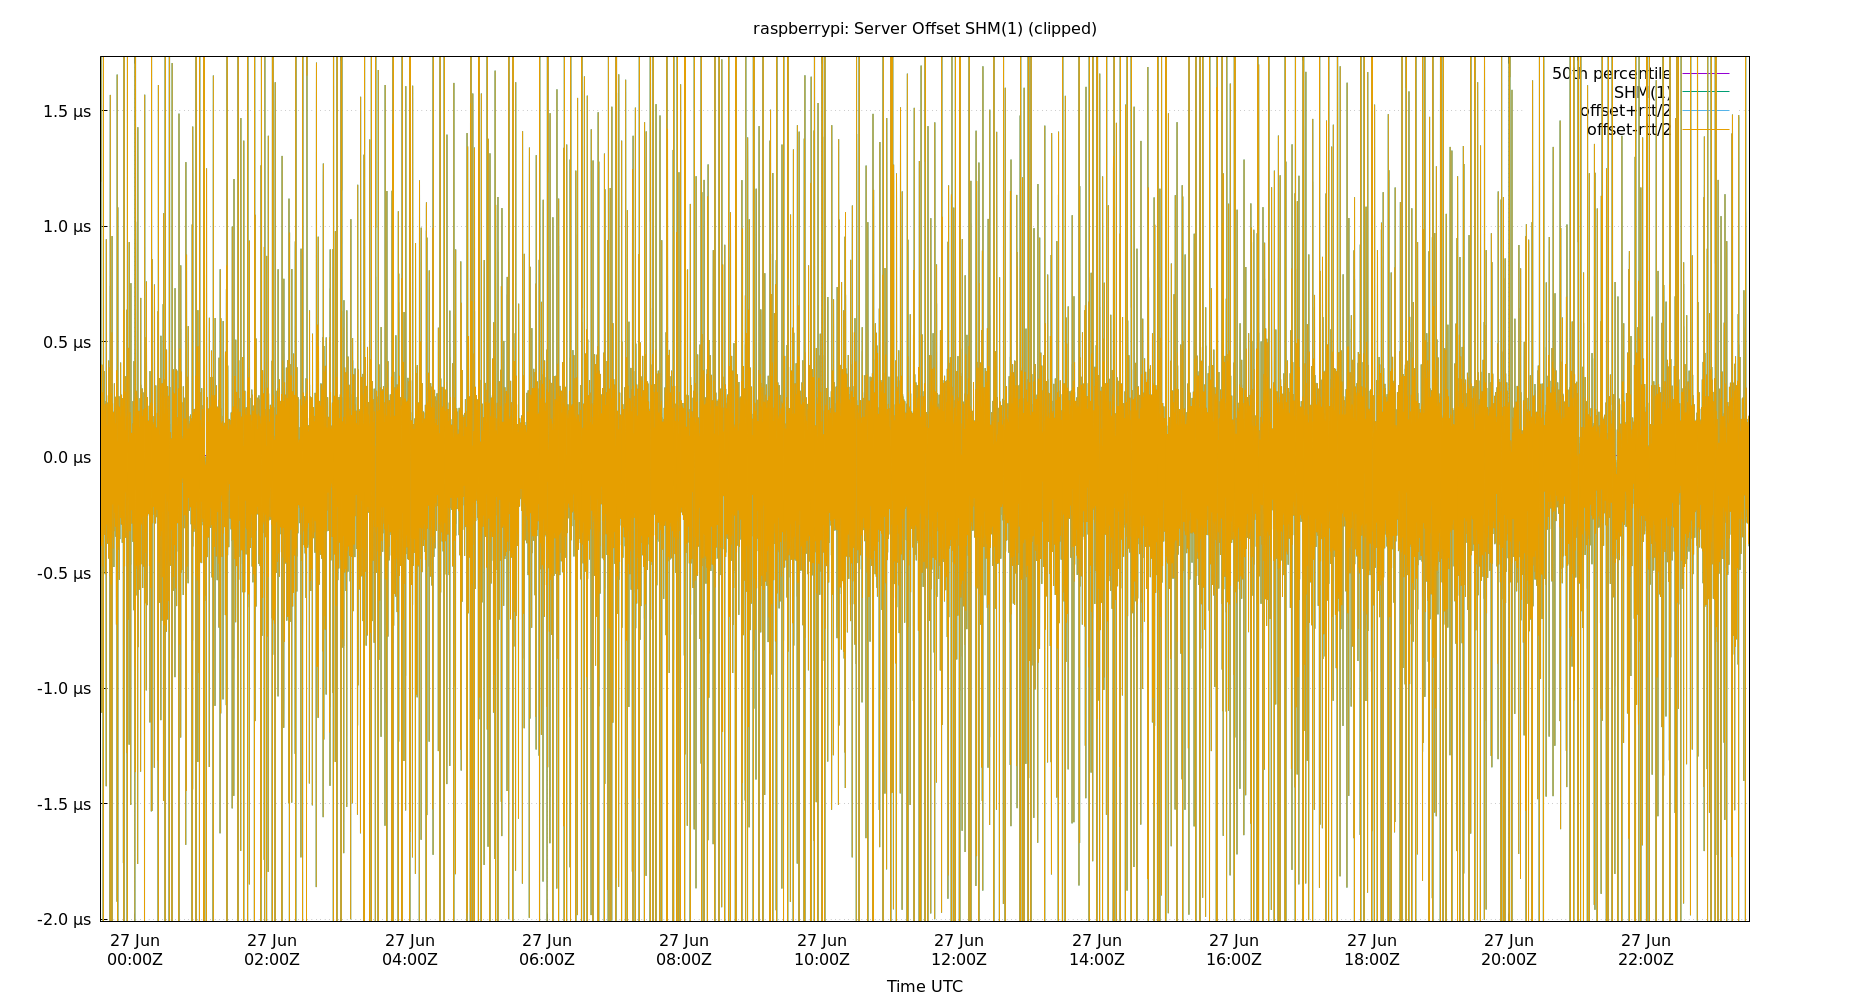 raspberrypi: Server Offset SHM(1) (clipped)
50th percentile
SHM(1)
offset+rtt/2
offset-rtt/2
1.5 µs
1.0 µs
0.5 µs
0.0 µs
-0.5 µs
-1.0 µs
-1.5 µs
-2.0 µs
27 Jun 27 Jun 27 Jun 27 Jun 27 Jun 27 Jun 27 Jun 27 Jun 27 Jun 27 Jun 27 Jun 27 Jun
00:00Z 02:00Z 04:00Z 06:00Z 08:00Z 10:00Z 12:00Z 14:00Z 16:00Z 18:00Z 20:00Z 22:00Z
Time UTC